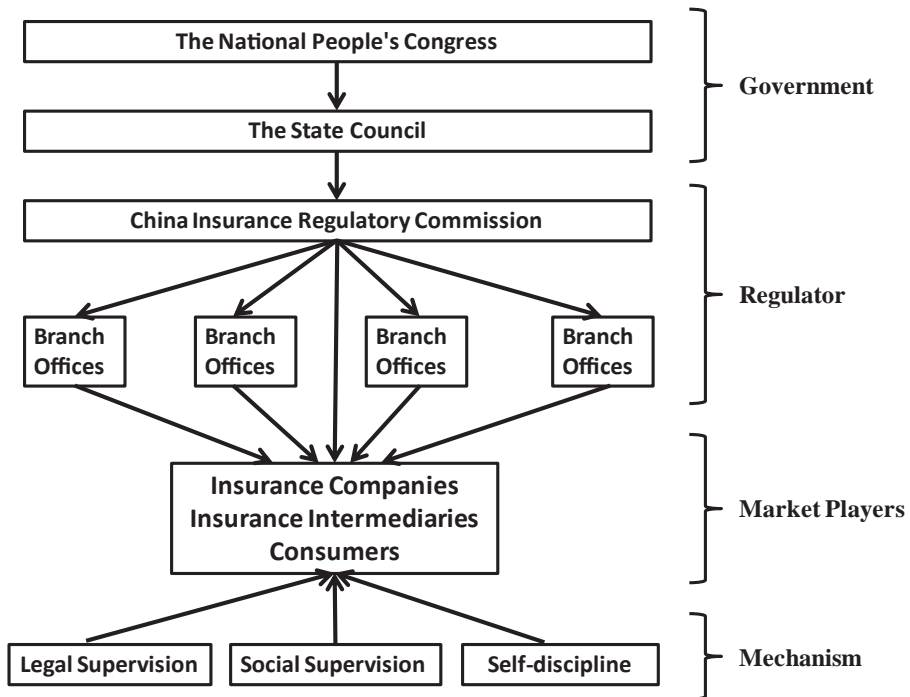 The National People's Congress
Government
The State Council
China Insurance Regulatory Commission
Regulator
Branch
Offices
Branch
Offices
Branch
Offices
Branch
Offices
Insurance Companies
Insurance Intermediaries
Consumers
Market Players
Legal Supervision
Social Supervision
Self-discipline
Mechanism